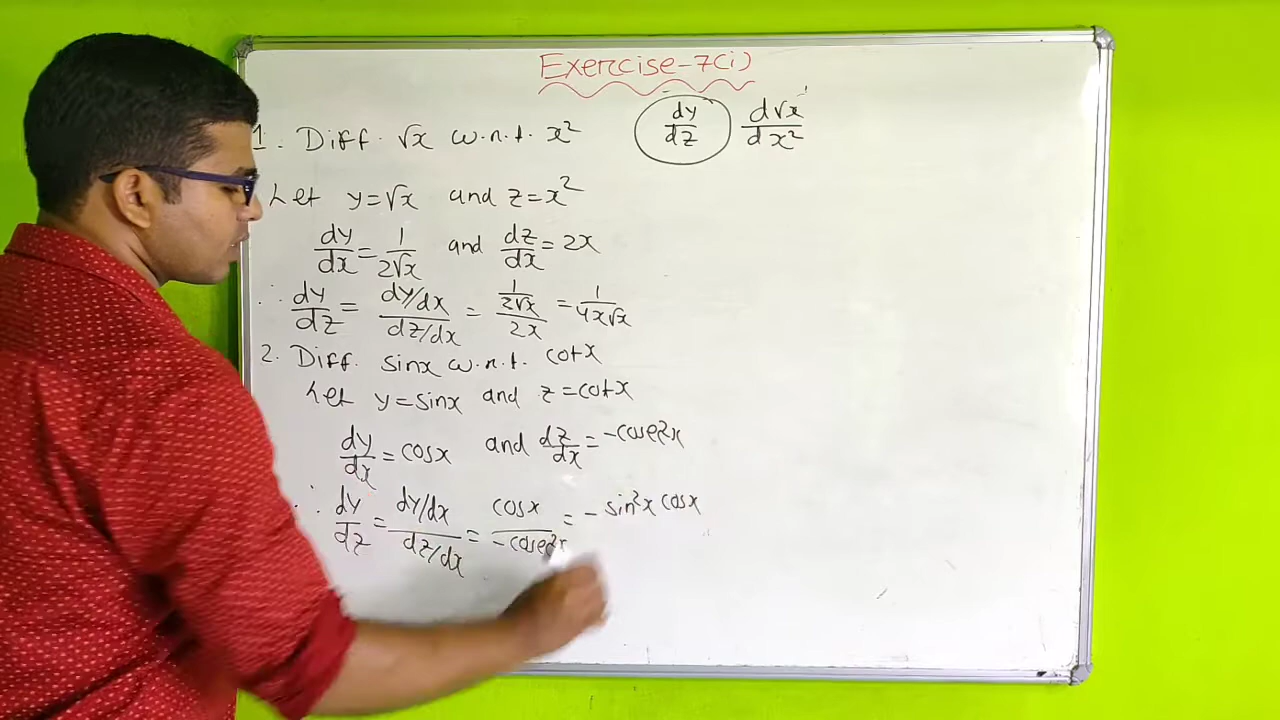 Exercise-7(i)
1. Diff. √x w.r.t. x² dy/dz d√x/dx²
Let y=√x and z=x²
dy/dx = 1/2√x and dz/dx = 2x
∴ dy/dz = dy/dx / dz/dx = 1/2√x / 2x = 1/4x√x
2. Diff. sinx w.r.t. cotx
Let y=sinx and z=cotx
dy/dx = cosx and dz/dx = -cosec²x
∴ dy/dz = dy/dx / dz/dx = cosx / -cosec²x = - sin²x cosx